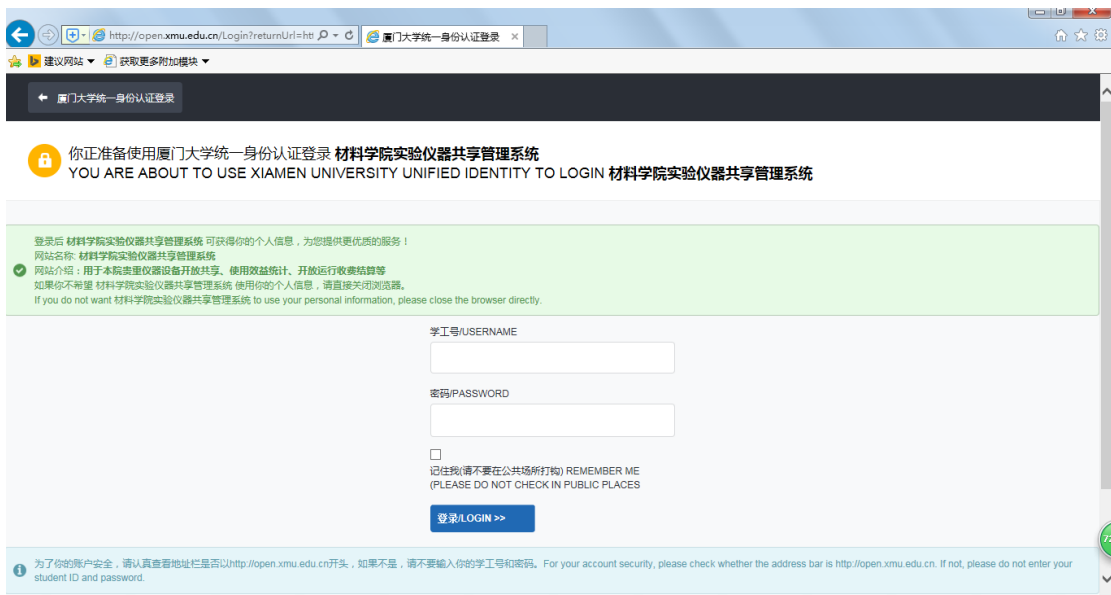 http://open.xmu.edu.cn/Login?returnUrl=htt
厦门大学统一身份认证登录
建议网站
获取更多附加模块
厦门大学统一身份认证登录
你正准备使用厦门大学统一身份认证登录 材料学院实验仪器共享管理系统
YOU ARE ABOUT TO USE XIAMEN UNIVERSITY UNIFIED IDENTITY TO LOGIN 材料学院实验仪器共享管理系统
登录后 材料学院实验仪器共享管理系统 可获得你的个人信息，为您提供更优质的服务！
网站名称: 材料学院实验仪器共享管理系统
网站介绍：用于本院贵重仪器设备开放共享、使用效益统计、开放运行收费结算等
如果你不希望 材料学院实验仪器共享管理系统 使用你的个人信息，请直接关闭浏览器。
If you do not want 材料学院实验仪器共享管理系统 to use your personal information, please close the browser directly.
学工号/USERNAME
密码/PASSWORD
记住我(请不要在公共场所打钩) REMEMBER ME
(PLEASE DO NOT CHECK IN PUBLIC PLACES
登录/LOGIN >>
为了你的账户安全，请认真查看地址栏是否以http://open.xmu.edu.cn开头，如果不是，请不要输入你的学工号和密码。For your account security, please check whether the address bar is http://open.xmu.edu.cn. If not, please do not enter your
student ID and password.